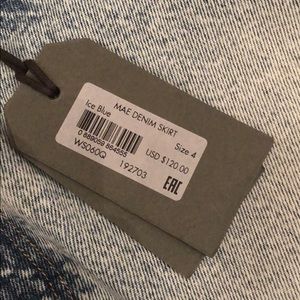 MAE DENIM SKIRT
Ice Blue
Size 4
USD $120.00
WS060Q
192703
EAC